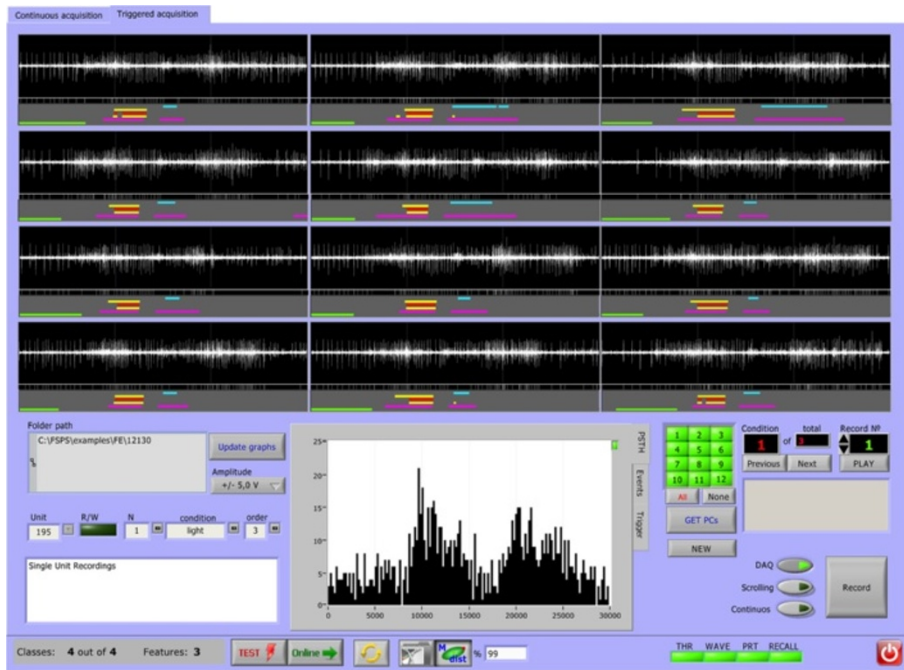 Continuous acquisition Triggered acquisition
Folder path
C:\FSPS\examples\FE\12130
Update graphs
Amplitude
+/- 5,0 V
Unit R/W N condition order
195 1 light 3
Single Unit Recordings
25
20
15
10
5
0
0 5000 10000 15000 20000 25000 30000
PSTH
Events
Trigger
1 2 3
4 5 6
7 8 9
10 11 12
All None
GET PCs
NEW
Condition total Record Nº
1 of 3 1
Previous Next PLAY
DAQ
Scrolling
Continuos
Record
Classes: 4 out of 4 Features: 3 TEST Online M dist % 99 THR WAVE PRT RECALL